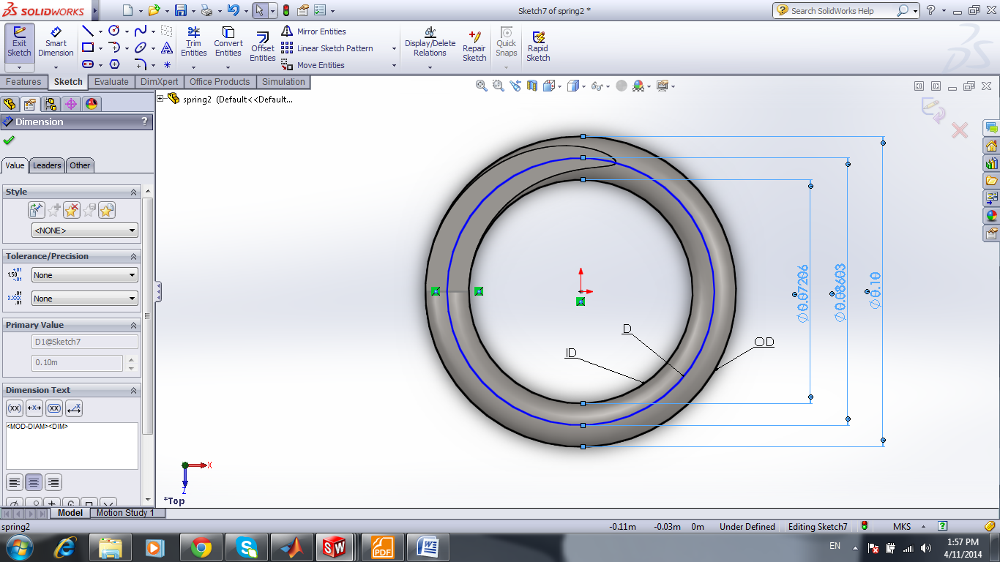 SOLIDWORKS
Sketch7 of spring2 *
Search SolidWorks Help
Exit Sketch
Smart Dimension
Trim Entities
Convert Entities
Offset Entities
Mirror Entities
Linear Sketch Pattern
Move Entities
Display/Delete Relations
Repair Sketch
Quick Snaps
Rapid Sketch
Features
Sketch
Evaluate
DimXpert
Office Products
Simulation
spring2 (Default<<Default...
Dimension
?
Value
Leaders
Other
Style
<NONE>
Tolerance/Precision
None
None
Primary Value
D1@Sketch7
0.10m
Dimension Text
<MOD-DIAM><DIM>
∅0.07206
∅0.08603
∅0.10
D
ID
OD
X
Z
*Top
Model
Motion Study 1
spring2
-0.11m
-0.03m
0m
Under Defined
Editing Sketch7
MKS
?
EN
1:57 PM
4/11/2014